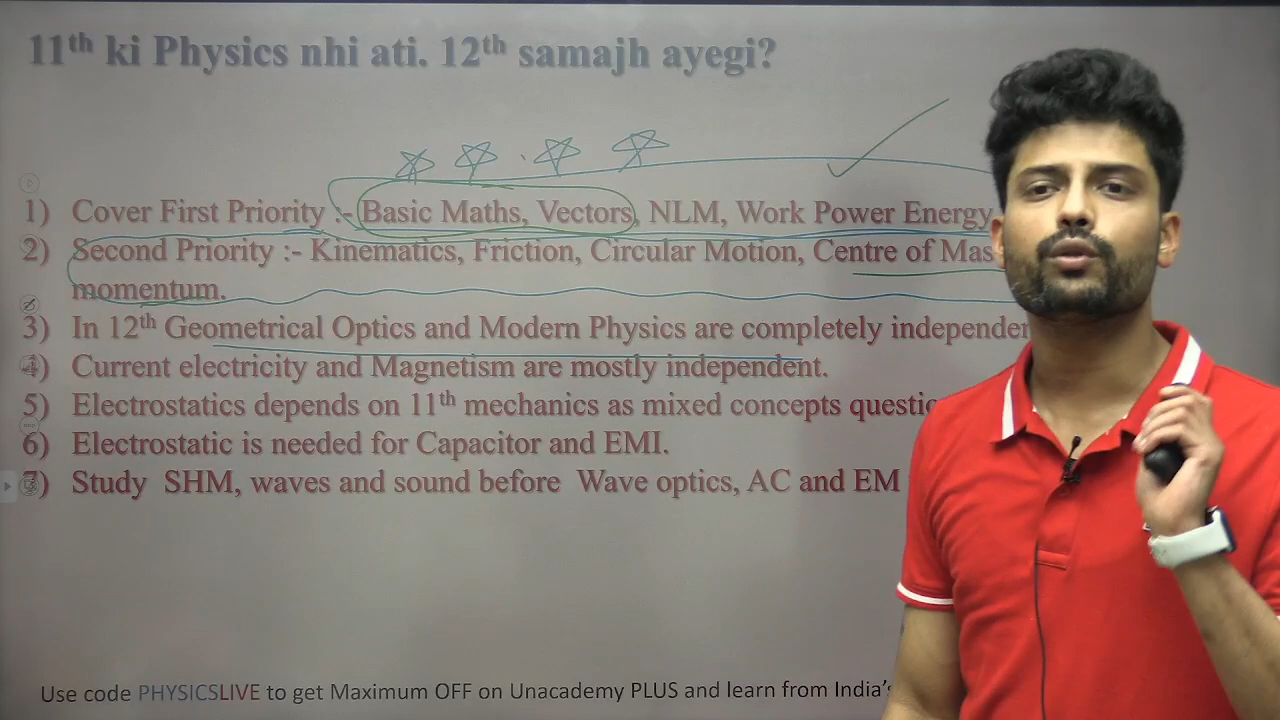 11th ki Physics nhi ati. 12th samajh ayegi?
1) Cover First Priority :- Basic Maths, Vectors, NLM, Work Power Energy
2) Second Priority :- Kinematics, Friction, Circular Motion, Centre of Mas
momentum.
3) In 12th Geometrical Optics and Modern Physics are completely independen
4) Current electricity and Magnetism are mostly independent.
5) Electrostatics depends on 11th mechanics as mixed concepts questio
6) Electrostatic is needed for Capacitor and EMI.
7) Study SHM, waves and sound before Wave optics, AC and EM
Use code PHYSICSLIVE to get Maximum OFF on Unacademy PLUS and learn from India's